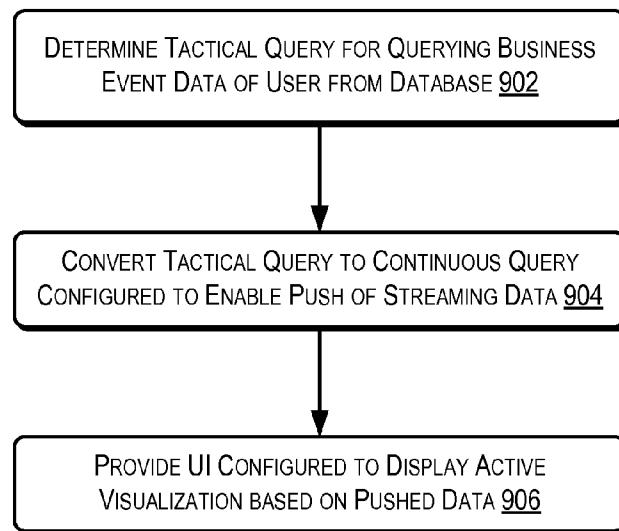 DETERMINE TACTICAL QUERY FOR QUERYING BUSINESS
EVENT DATA OF USER FROM DATABASE 902
CONVERT TACTICAL QUERY TO CONTINUOUS QUERY
CONFIGURED TO ENABLE PUSH OF STREAMING DATA 904
PROVIDE UI CONFIGURED TO DISPLAY ACTIVE
VISUALIZATION BASED ON PUSHED DATA 906